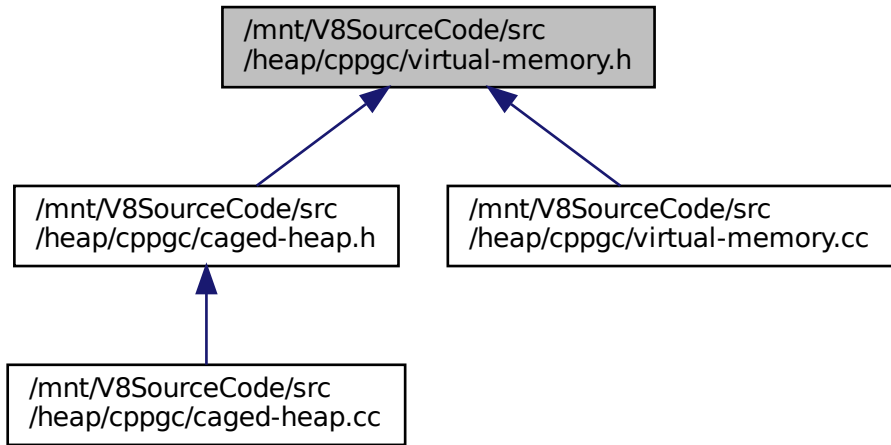 /mnt/V8SourceCode/src
/heap/cppgc/virtual-memory.h
/mnt/V8SourceCode/src
/heap/cppgc/caged-heap.h
/mnt/V8SourceCode/src
/heap/cppgc/virtual-memory.cc
/mnt/V8SourceCode/src
/heap/cppgc/caged-heap.cc